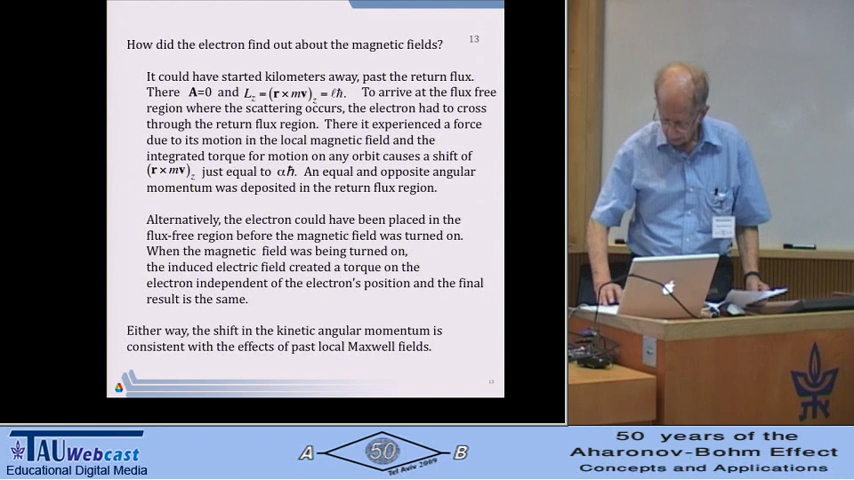 How did the electron find out about the magnetic fields?
13
It could have started kilometers away, past the return flux.
There A=0 and L_z = (r × mv)_z = ℓħ. To arrive at the flux free
region where the scattering occurs, the electron had to cross
through the return flux region. There it experienced a force
due to its motion in the local magnetic field and the
integrated torque for motion on any orbit causes a shift of
(r × mv)_z just equal to αħ. An equal and opposite angular
momentum was deposited in the return flux region.
Alternatively, the electron could have been placed in the
flux-free region before the magnetic field was turned on.
When the magnetic field was being turned on,
the induced electric field created a torque on the
electron independent of the electron's position and the final
result is the same.
Either way, the shift in the kinetic angular momentum is
consistent with the effects of past local Maxwell fields.
13
TAUWebcast
Educational Digital Media
A 50 B
Tel Aviv 2009
50 years of the
Aharonov-Bohm Effect
Concepts and Applications